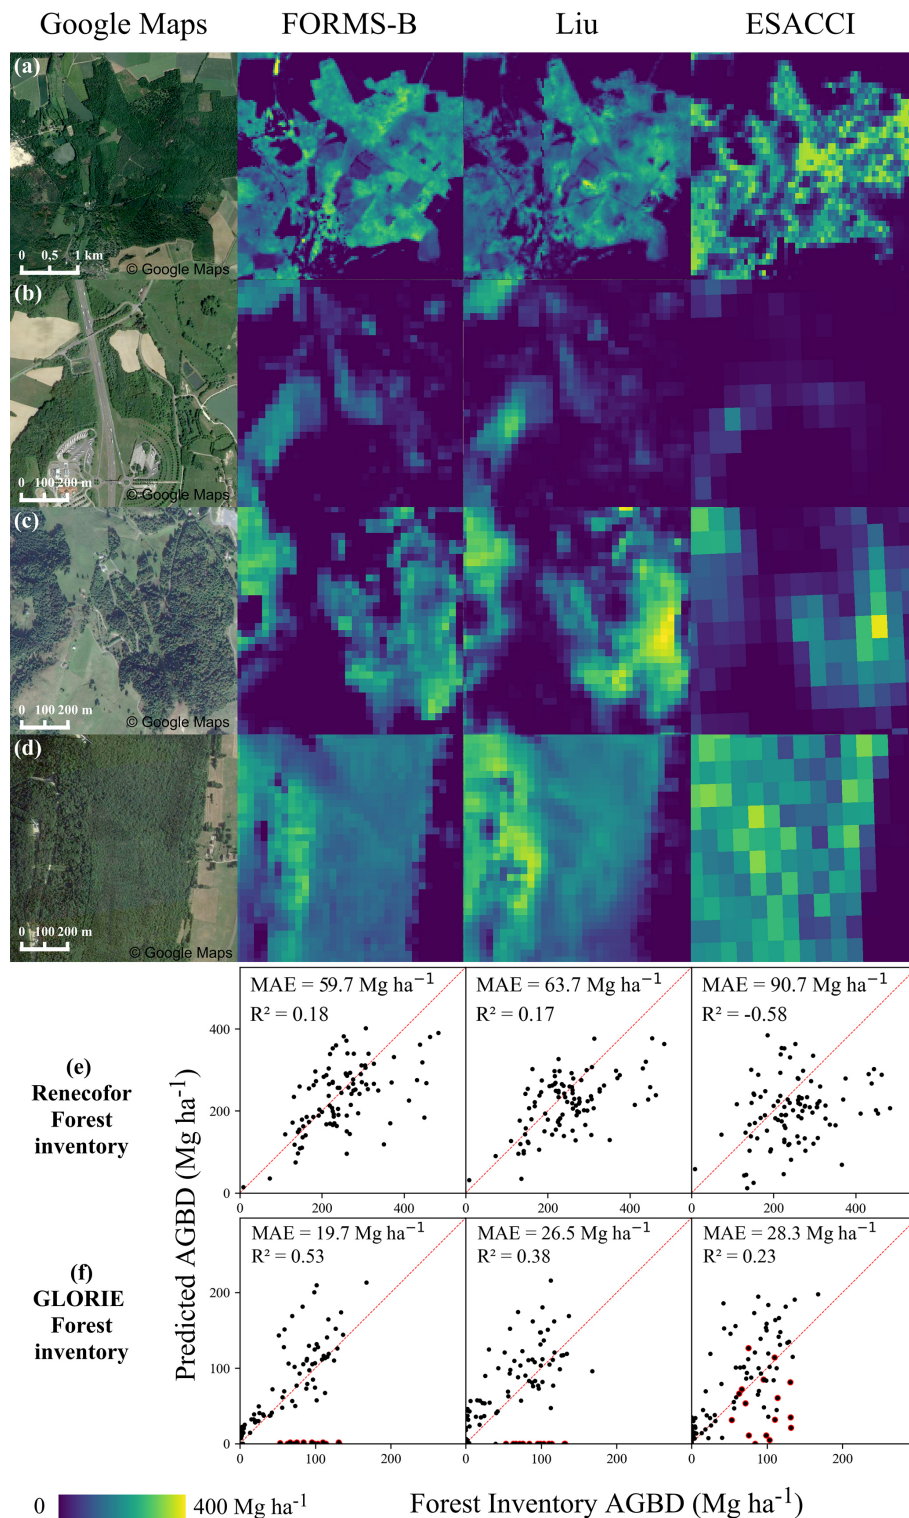 Google Maps FORMS-B Liu ESACCI
(a)
0 0,5 1 km
© Google Maps
(b)
0 100 200 m
© Google Maps
(c)
0 100 200 m
© Google Maps
(d)
0 100 200 m
© Google Maps
(e)
Renecofor
Forest
inventory
MAE = 59.7 Mg ha⁻¹
R² = 0.18
MAE = 63.7 Mg ha⁻¹
R² = 0.17
MAE = 90.7 Mg ha⁻¹
R² = -0.58
400
200
0
0 200 400
0 200 400
0 200 400
Predicted AGBD (Mg ha⁻¹)
(f)
GLORIE
Forest
inventory
MAE = 19.7 Mg ha⁻¹
R² = 0.53
MAE = 26.5 Mg ha⁻¹
R² = 0.38
MAE = 28.3 Mg ha⁻¹
R² = 0.23
200
100
0
0 100 200
0 100 200
0 100 200
0 400 Mg ha⁻¹
Forest Inventory AGBD (Mg ha⁻¹)